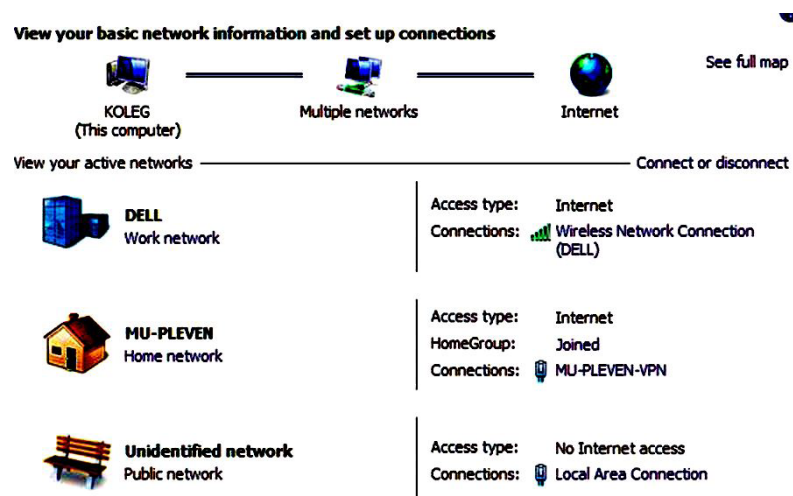 View your basic network information and set up connections
See full map
KOLEG
(This computer)
Multiple networks
Internet
View your active networks
Connect or disconnect
DELL
Work network
Access type: Internet
Connections: Wireless Network Connection
(DELL)
MU-PLEVEN
Home network
Access type: Internet
HomeGroup: Joined
Connections: MU-PLEVEN-VPN
Unidentified network
Public network
Access type: No Internet access
Connections: Local Area Connection